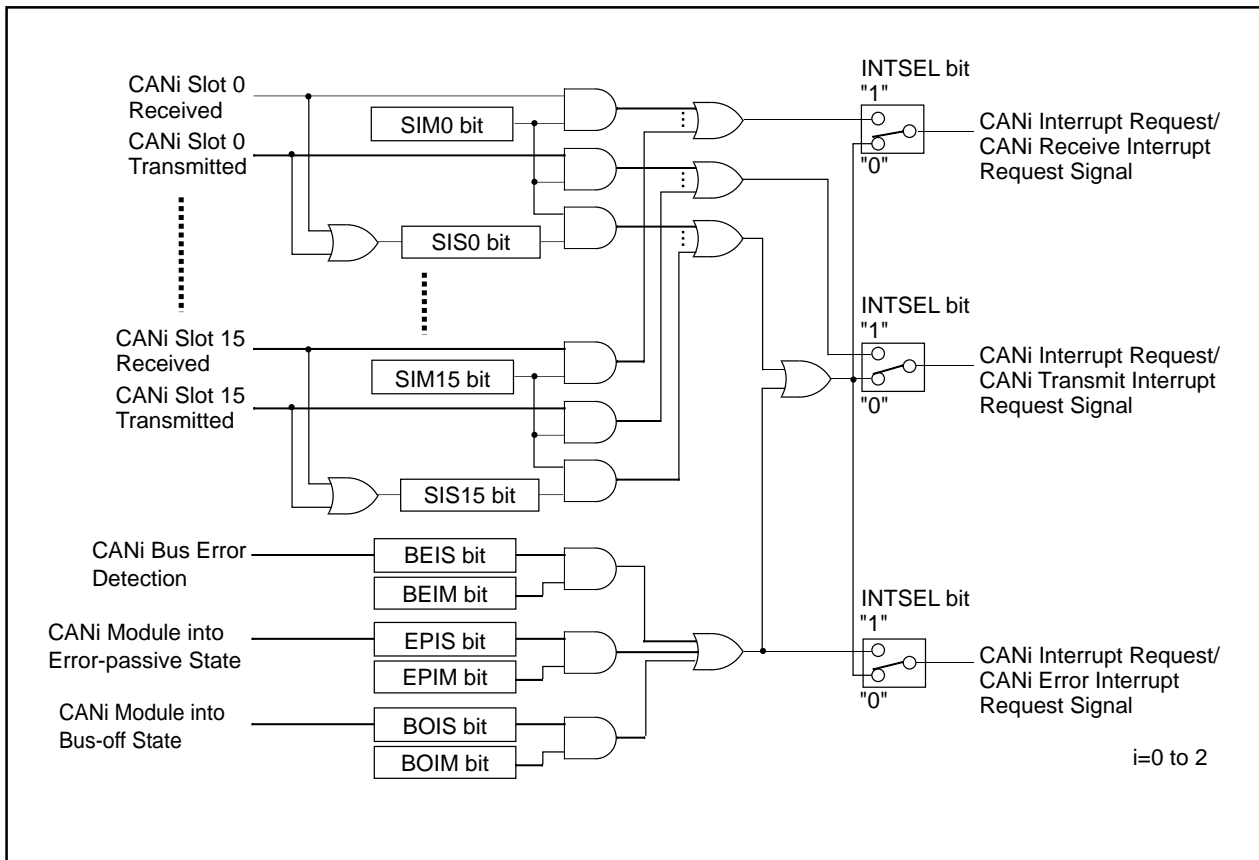 CANi Slot 0
Received
SIM0 bit
CANi Slot 0
Transmitted
SIS0 bit
INTSEL bit
"1"
"0"
CANi Interrupt Request/
CANi Receive Interrupt
Request Signal
CANi Slot 15
Received
SIM15 bit
CANi Slot 15
Transmitted
SIS15 bit
INTSEL bit
"1"
"0"
CANi Interrupt Request/
CANi Transmit Interrupt
Request Signal
CANi Bus Error
Detection
BEIS bit
BEIM bit
CANi Module into
Error-passive State
EPIS bit
EPIM bit
CANi Module into
Bus-off State
BOIS bit
BOIM bit
INTSEL bit
"1"
"0"
CANi Interrupt Request/
CANi Error Interrupt
Request Signal
i=0 to 2